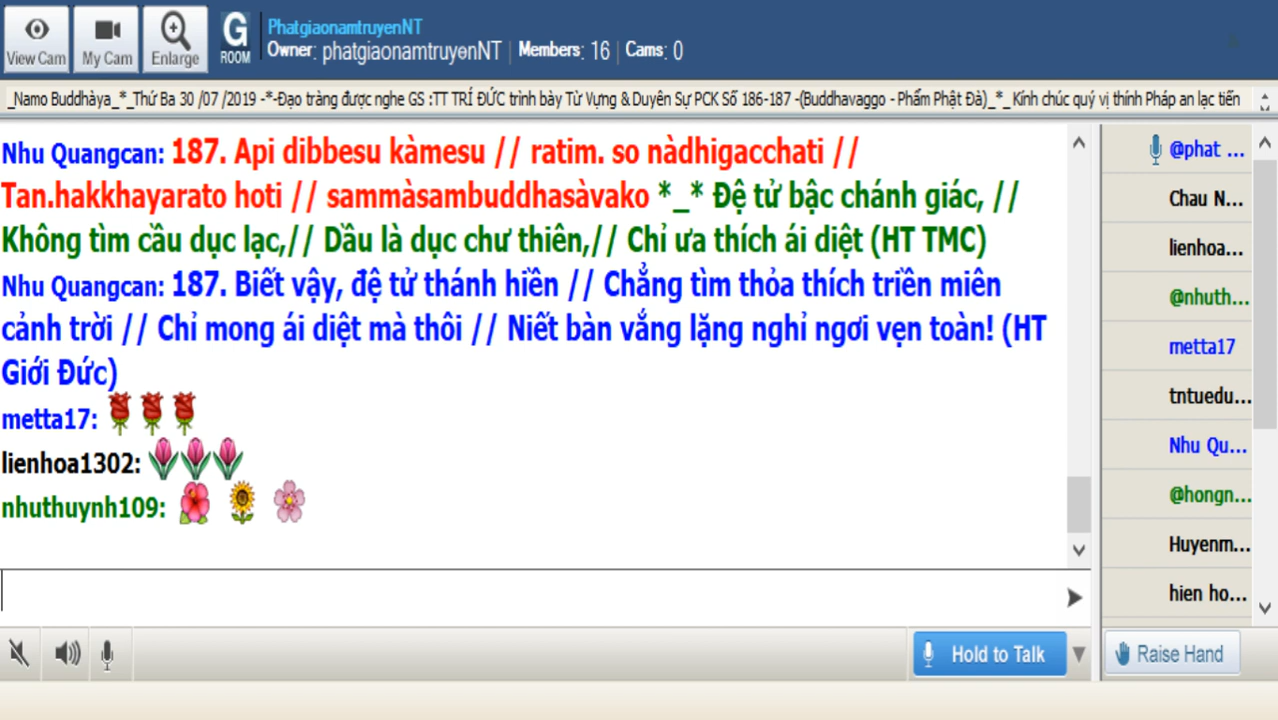 View Cam
My Cam
Enlarge
G
ROOM
PhatgiaonamtruyenNT
Owner: phatgiaonamtruyenNT | Members: 16 | Cams: 0
_Namo Buddhàya_*_Thứ Ba 30 /07 /2019 -*-Đạo tràng được nghe GS :TT TRÍ ĐỨC trình bày Từ Vựng & Duyên Sự PCK Số 186-187 -(Buddhavaggo - Phẩm Phật Đà)_*_ Kính chúc quý vị thính Pháp an lạc tiến
Nhu Quangcan: 187. Api dibbesu kàmesu // ratim. so nàdhigacchati //
Tan.hakkhayarato hoti // sammàsambuddhasàvako *_* Đệ tử bậc chánh giác, //
Không tìm cầu dục lạc,// Dầu là dục chư thiên,// Chỉ ưa thích ái diệt (HT TMC)
Nhu Quangcan: 187. Biết vậy, đệ tử thánh hiền // Chẳng tìm thỏa thích triền miên
cảnh trời // Chỉ mong ái diệt mà thôi // Niết bàn vắng lặng nghỉ ngơi vẹn toàn! (HT
Giới Đức)
metta17:
lienhoa1302:
nhuthuynh109:
@phat ...
Chau N...
lienhoa...
@nhuth...
metta17
tntuedu...
Nhu Qu...
@hongn...
Huyenm...
hien ho...
Hold to Talk
Raise Hand